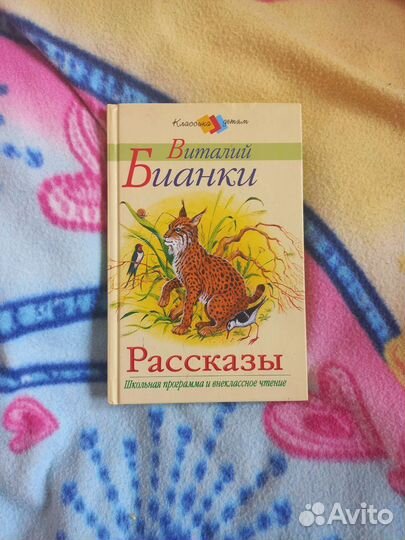 Классика детям
Виталий
Бианки
Рассказы
Школьная программа и внеклассное чтение
Avito